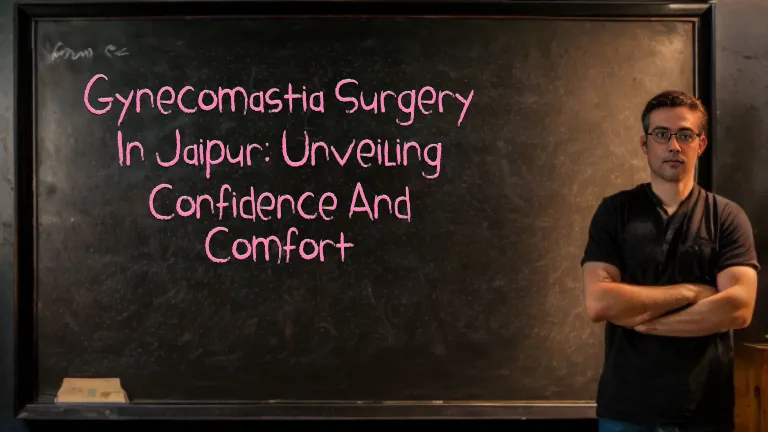 Gynecomastia Surgery
In Jaipur: Unveiling
Confidence And
Comfort